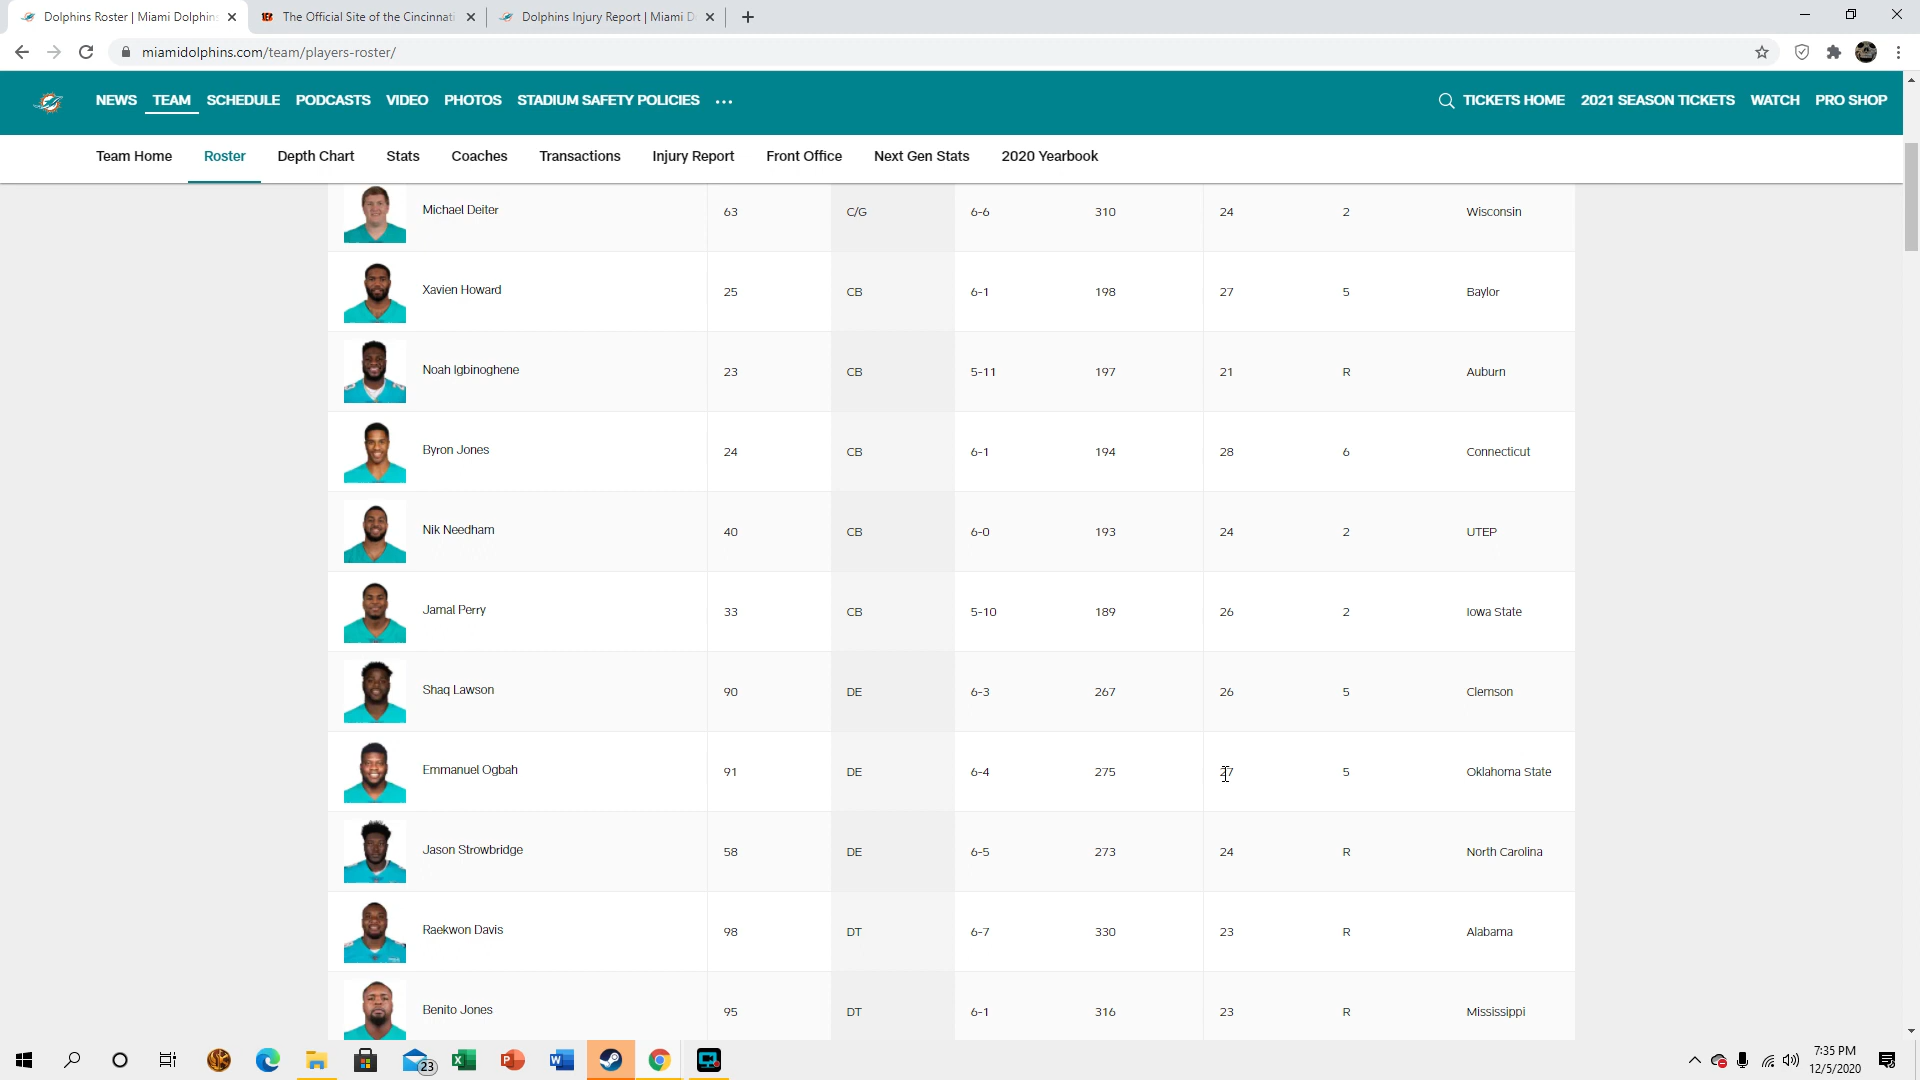 Dolphins Roster | Miami Dolphins
The Official Site of the Cincinnati
Dolphins Injury Report | Miami D
miamidolphins.com/team/players-roster/
NEWS TEAM SCHEDULE PODCASTS VIDEO PHOTOS STADIUM SAFETY POLICIES ... TICKETS HOME 2021 SEASON TICKETS WATCH PRO SHOP
Team Home Roster Depth Chart Stats Coaches Transactions Injury Report Front Office Next Gen Stats 2020 Yearbook
Michael Deiter 63 C/G 6-6 310 24 2 Wisconsin
Xavien Howard 25 CB 6-1 198 27 5 Baylor
Noah Igbinoghene 23 CB 5-11 197 21 R Auburn
Byron Jones 24 CB 6-1 194 28 6 Connecticut
Nik Needham 40 CB 6-0 193 24 2 UTEP
Jamal Perry 33 CB 5-10 189 26 2 Iowa State
Shaq Lawson 90 DE 6-3 267 26 5 Clemson
Emmanuel Ogbah 91 DE 6-4 275 27 5 Oklahoma State
Jason Strowbridge 58 DE 6-5 273 24 R North Carolina
Raekwon Davis 98 DT 6-7 330 23 R Alabama
Benito Jones 95 DT 6-1 316 23 R Mississippi
23
7:35 PM
12/5/2020